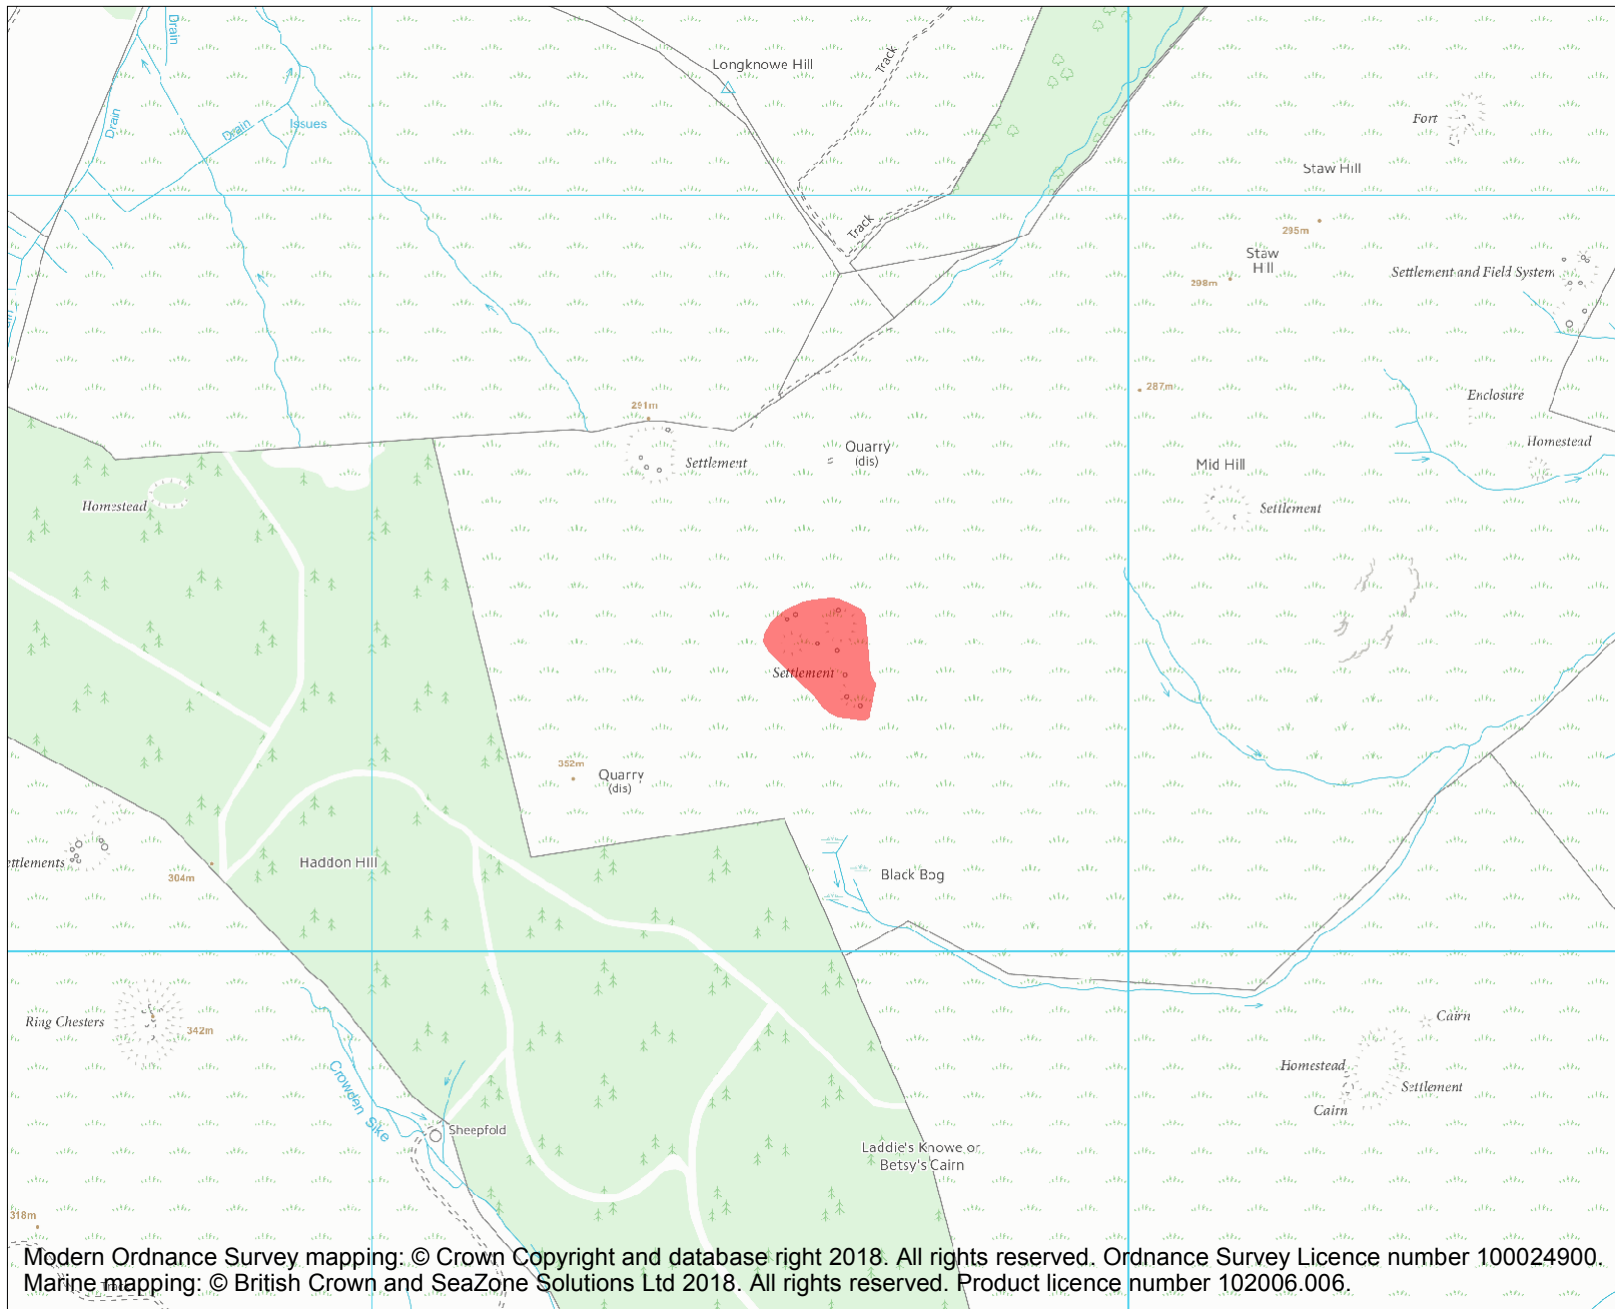 Drain
Longknowe Hill
Track
Drain
Drain
Issues
Fort
Staw Hill
Track
295m
Staw
Hill
Settlement and Field System
298m
287m
Enclosure
291m
Homestead
Quarry
(dis)
Settlement
Mid Hill
Homestead
Settlement
Settlement
352m
Quarry
(dis)
ettlements
Haddon Hill
304m
Black Bog
Ring Chesters
342m
Cairn
Crowden Sike
Homestead
Settlement
Cairn
Sheepfold
Laddie's Knowe or
Betsy's Cairn
318m
Modern Ordnance Survey mapping: © Crown Copyright and database right 2018. All rights reserved. Ordnance Survey Licence number 100024900.
Marine mapping: © British Crown and SeaZone Solutions Ltd 2018. All rights reserved. Product licence number 102006.006.